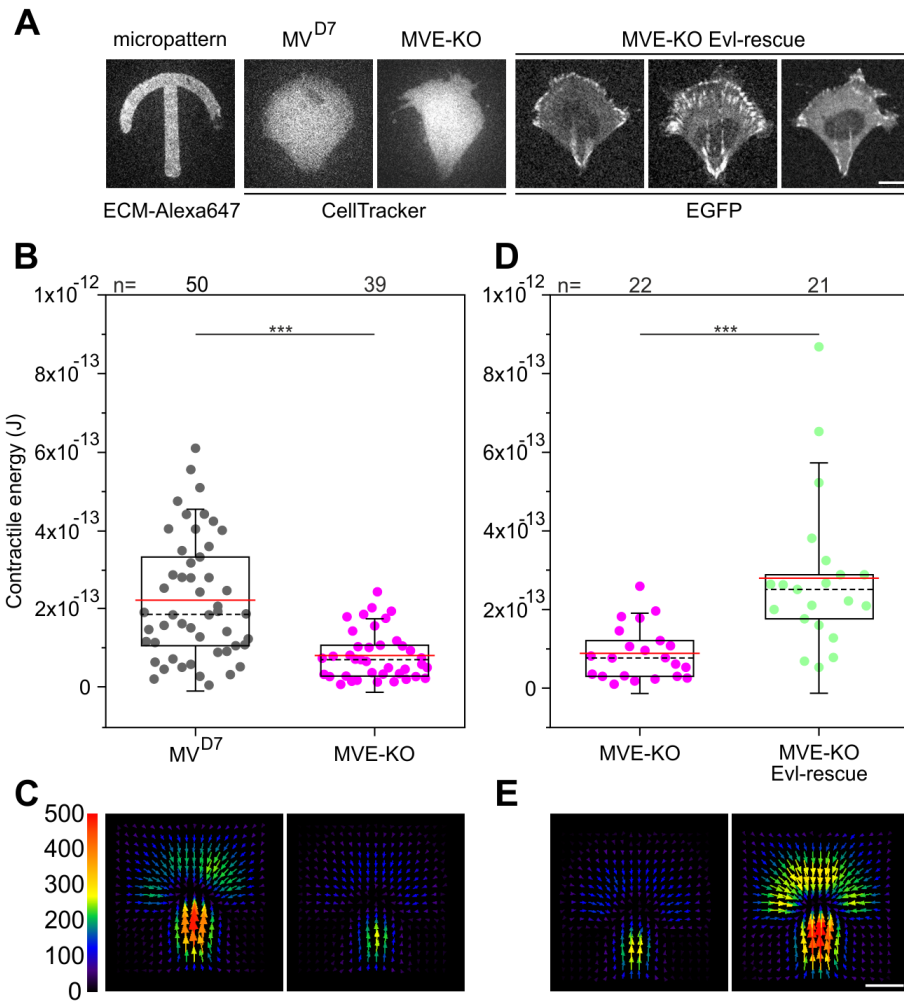 A
micropattern
MV^D7
MVE-KO
MVE-KO Evl-rescue
ECM-Alexa647
CellTracker
EGFP
B
n= 50 39
1x10^-12
8x10^-13
6x10^-13
4x10^-13
2x10^-13
0
Contractile energy (J)
***
MV^D7
MVE-KO
D
n= 22 21
1x10^-12
8x10^-13
6x10^-13
4x10^-13
2x10^-13
0
***
MVE-KO
MVE-KO
Evl-rescue
C
500
400
300
200
100
0
E